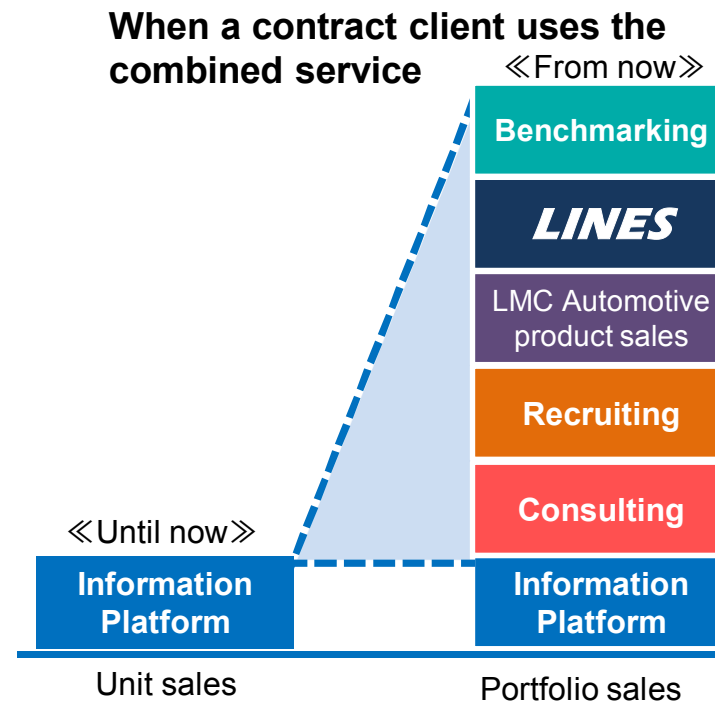 When a contract client uses the
combined service
≪From now≫
Benchmarking
LINES
LMC Automotive
product sales
Recruiting
Consulting
≪Until now≫
Information
Platform
Information
Platform
Unit sales
Portfolio sales